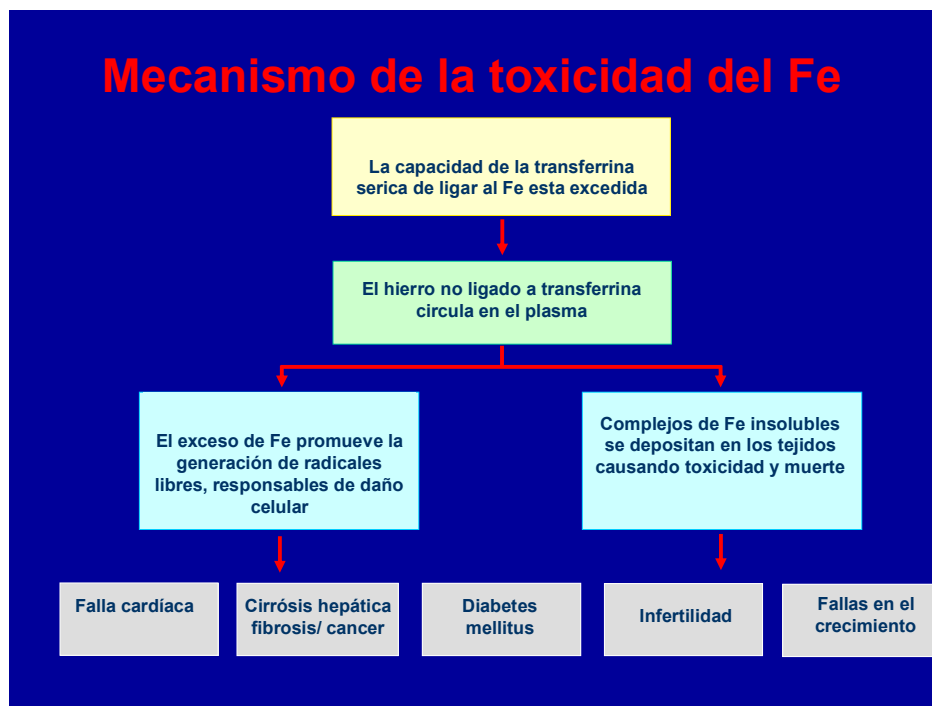 Mecanismo de la toxicidad del Fe
La capacidad de la transferrina
serica de ligar al Fe esta excedida
El hierro no ligado a transferrina
circula en el plasma
El exceso de Fe promueve la
generación de radicales
libres, responsables de daño
celular
Complejos de Fe insolubles
se depositan en los tejidos
causando toxicidad y muerte
Falla cardíaca
Cirrósis hepática
fibrosis/ cancer
Diabetes
mellitus
Infertilidad
Fallas en el
crecimiento